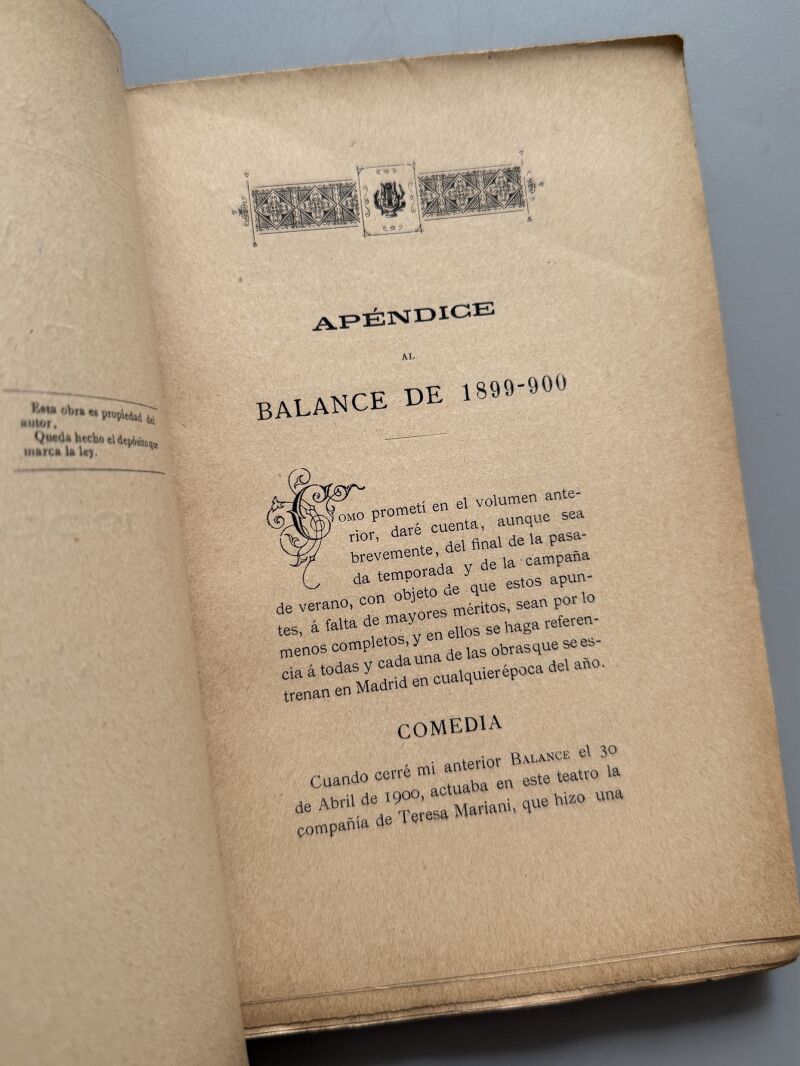 Esta obra es propiedad del
autor.
Queda hecho el depósito que
marca la ley.
APÉNDICE
AL
BALANCE DE 1899-900
COMO prometí en el volumen ante-
rior, daré cuenta, aunque sea
brevemente, del final de la pasa-
da temporada y de la campaña
de verano, con objeto de que estos apun-
tes, á falta de mayores méritos, sean por lo
menos completos, y en ellos se haga referen-
cia á todas y cada una de las obras que se es-
trenan en Madrid en cualquier época del año.
COMEDIA
Cuando cerré mi anterior BALANCE el 30
de Abril de 1900, actuaba en este teatro la
compañía de Teresa Mariani, que hizo una